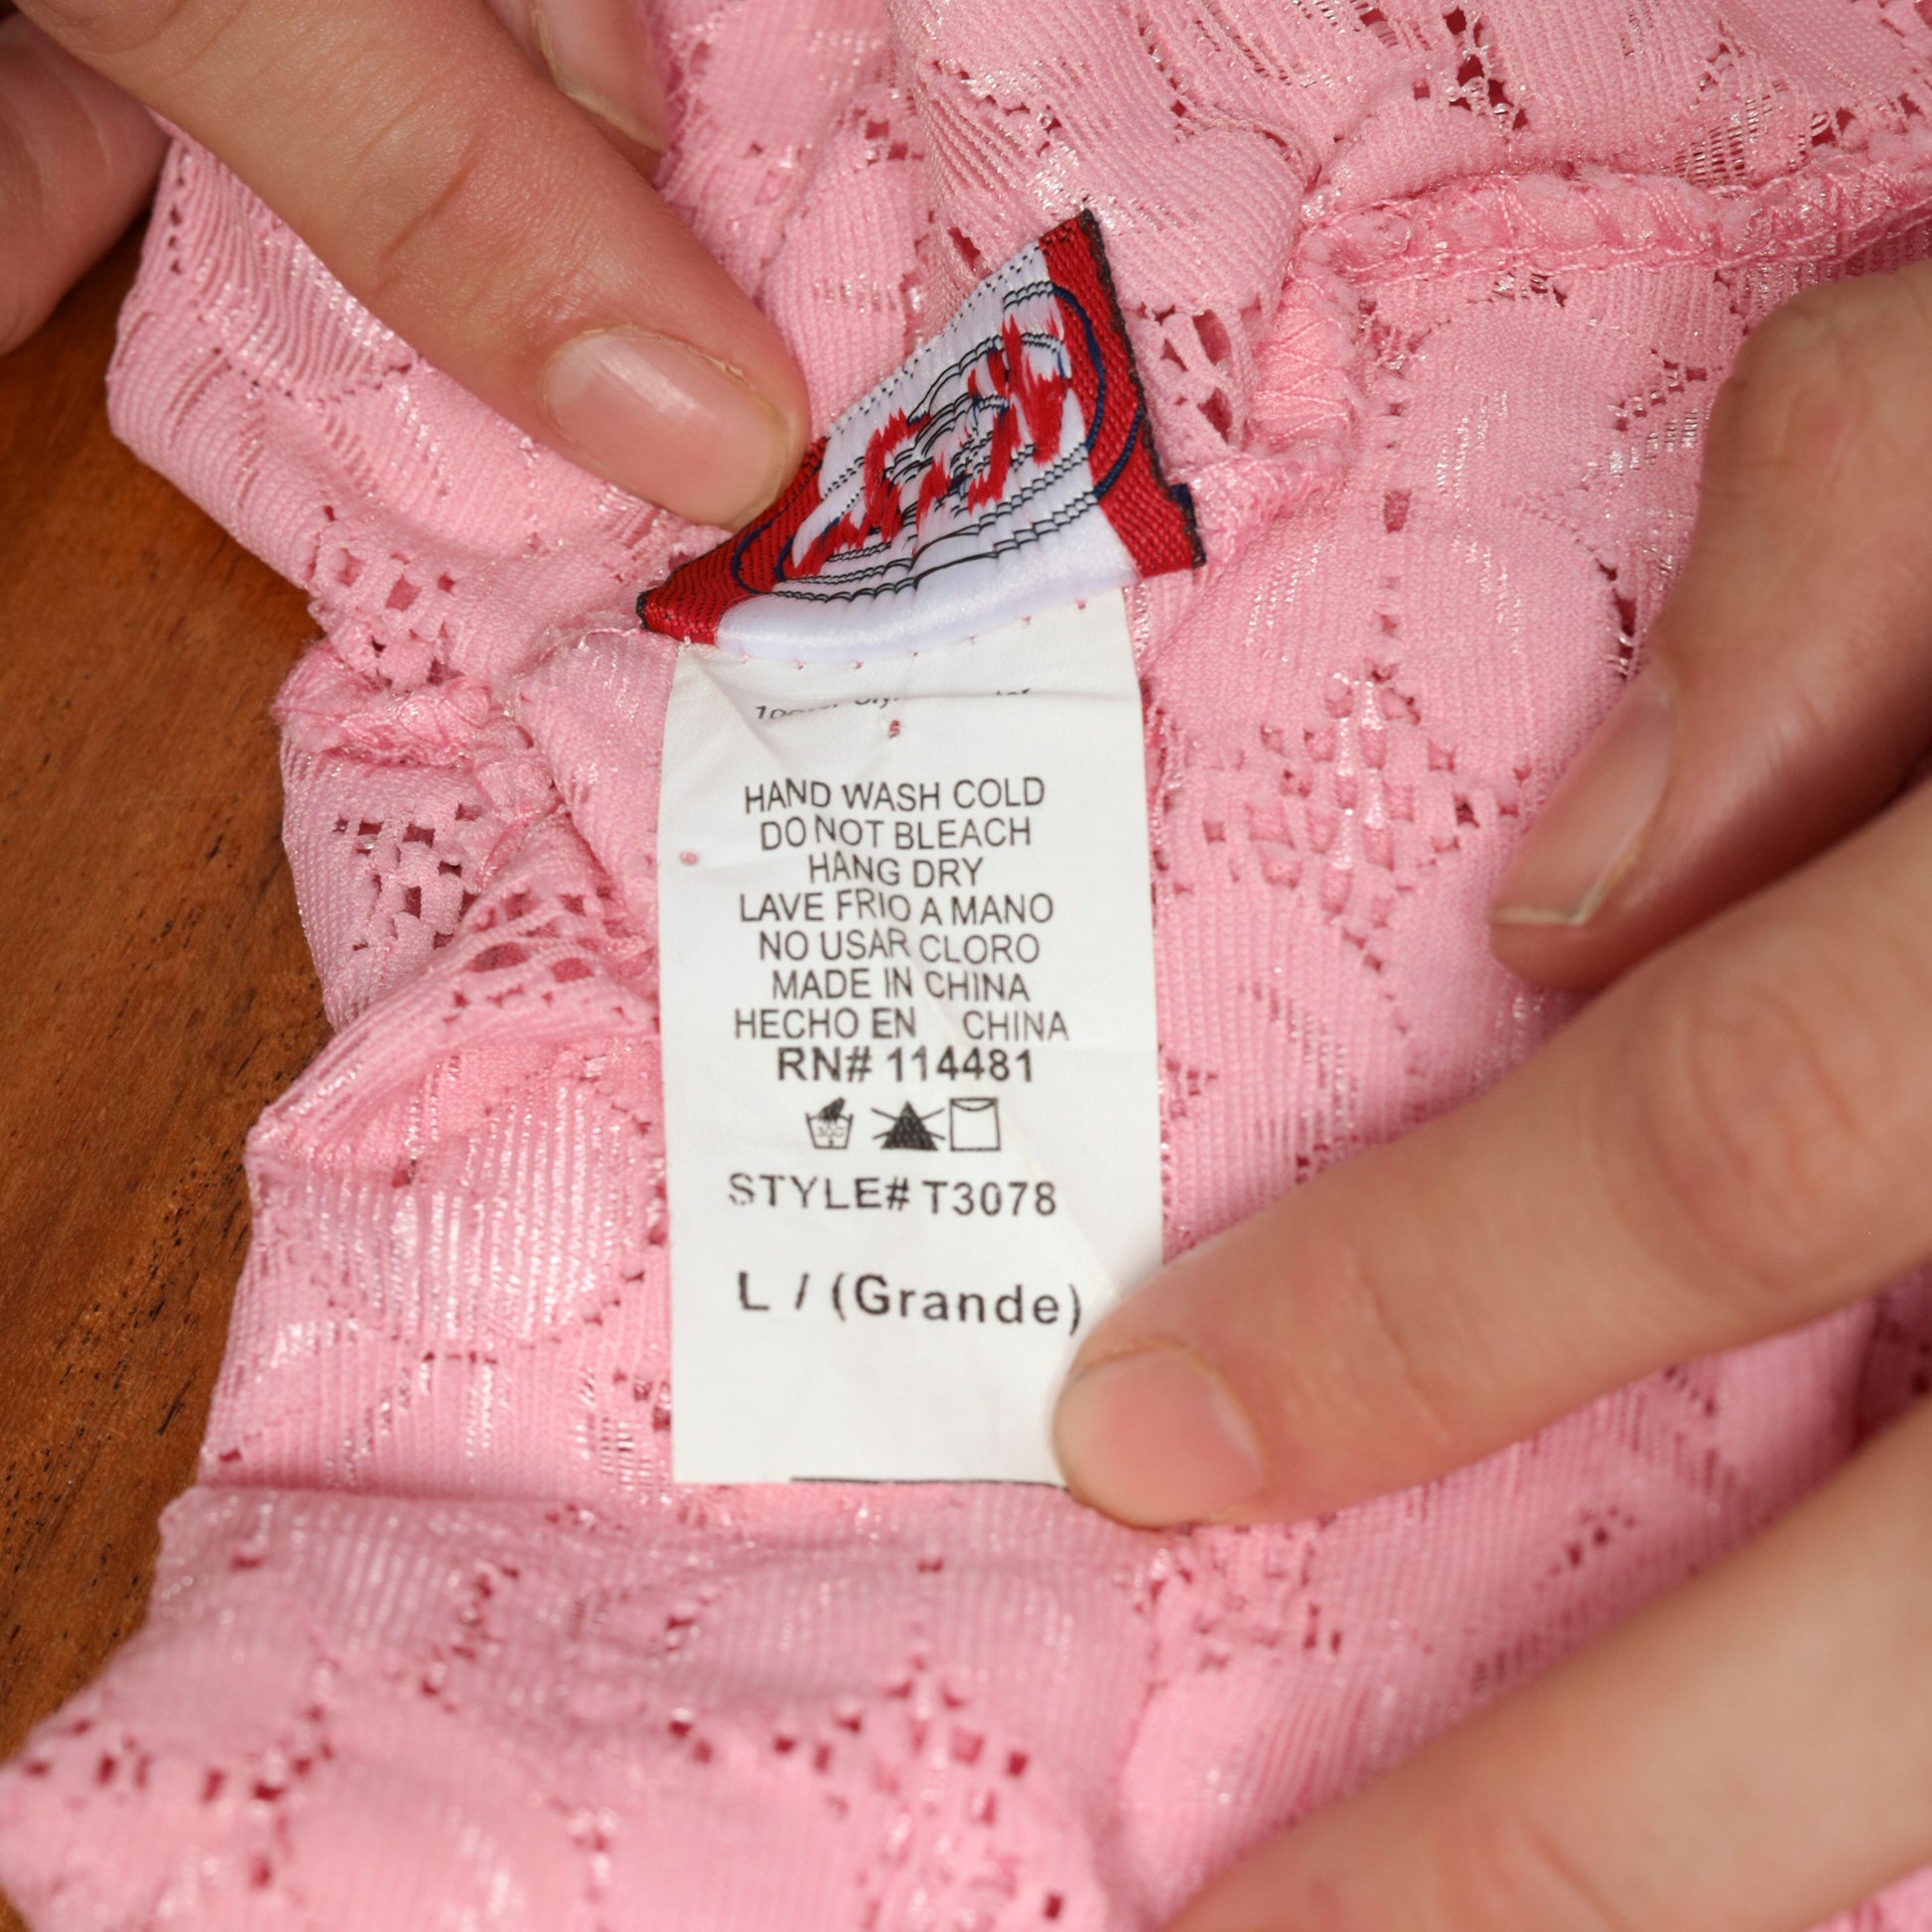 HAND WASH COLD
DO NOT BLEACH
HANG DRY
LAVE FRIO A MANO
NO USAR CLORO
MADE IN CHINA
HECHO EN CHINA
RN# 114481
30C
STYLE# T3078
L / (Grande)